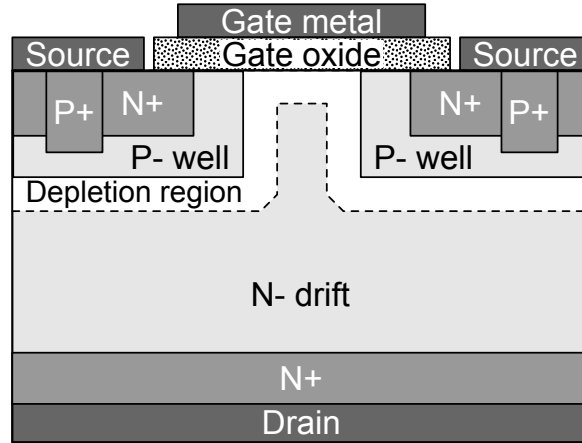 Gate metal
Source
Gate oxide
Source
P+
N+
N+
P+
P- well
P- well
Depletion region
N- drift
N+
Drain